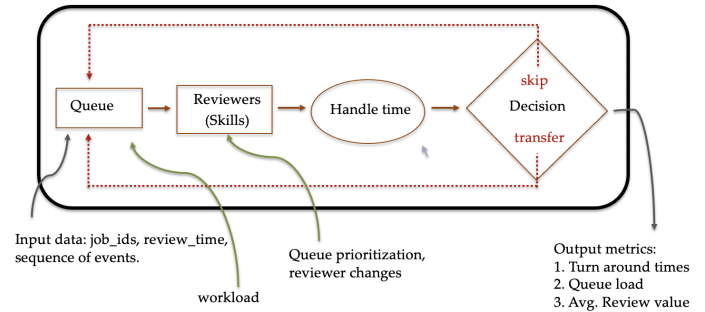 skip
Queue
Reviewers
(Skills)
Handle time
Decision
transfer
Input data: job_ids, review_time,
sequence of events.
Queue prioritization,
reviewer changes
workload
Output metrics:
1. Turn around times
2. Queue load
3. Avg. Review value